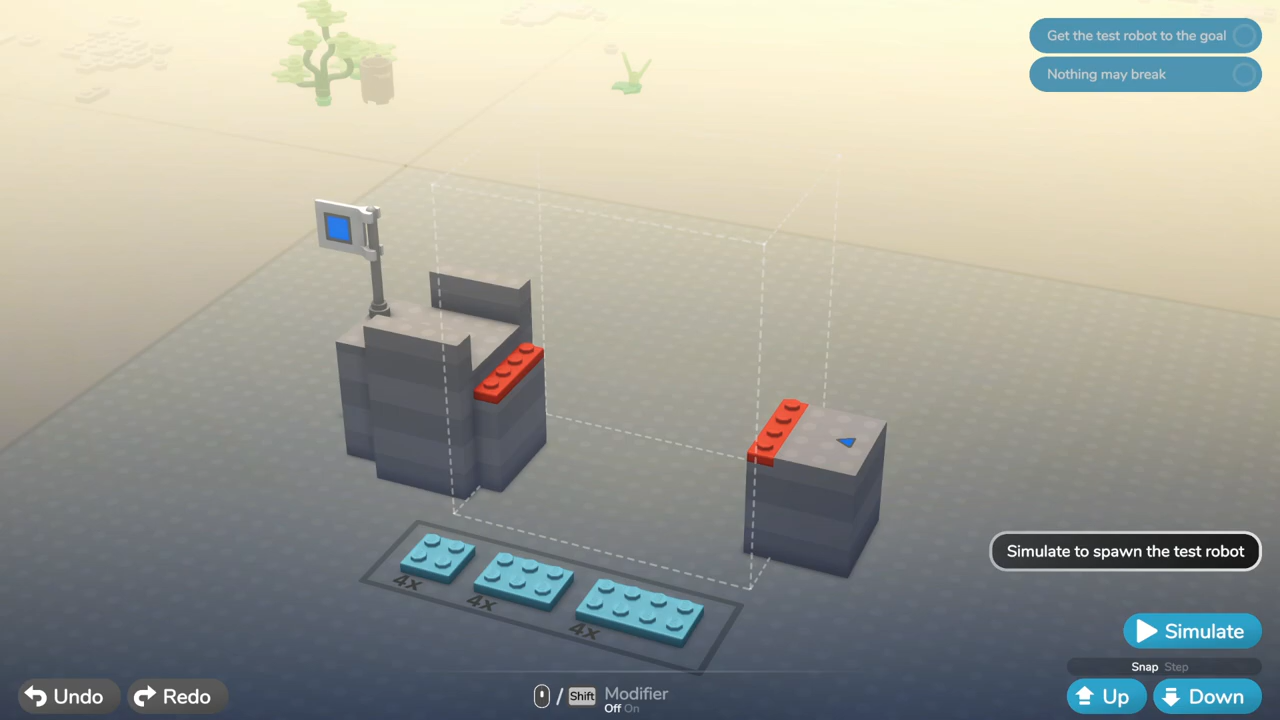 Get the test robot to the goal
Nothing may break
4x
4x
4x
Simulate to spawn the test robot
Simulate
Snap Step
Undo
Redo
/ Shift Modifier
Off On
Up
Down